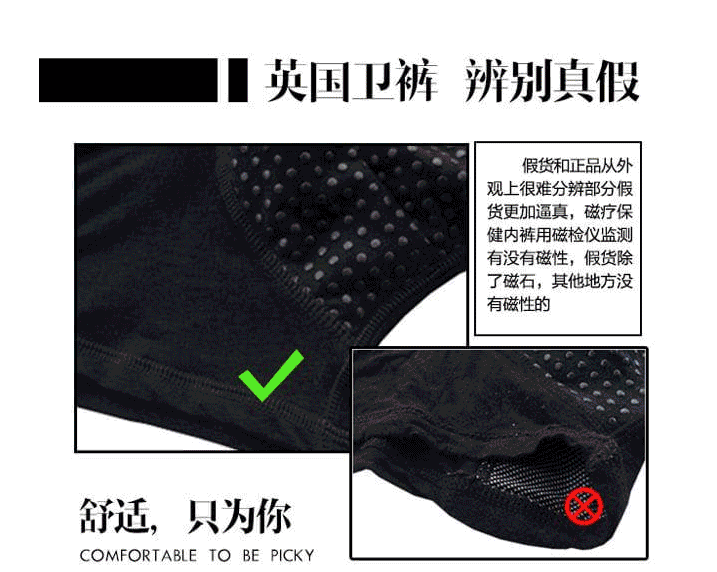 英国卫裤 辨别真假
假货和正品从外
观上很难分辨部分假
货更加逼真，磁疗保
健内裤用磁检仪监测
有没有磁性，假货除
了磁石，其他地方没
有磁性的
舒适，只为你
COMFORTABLE TO BE PICKY